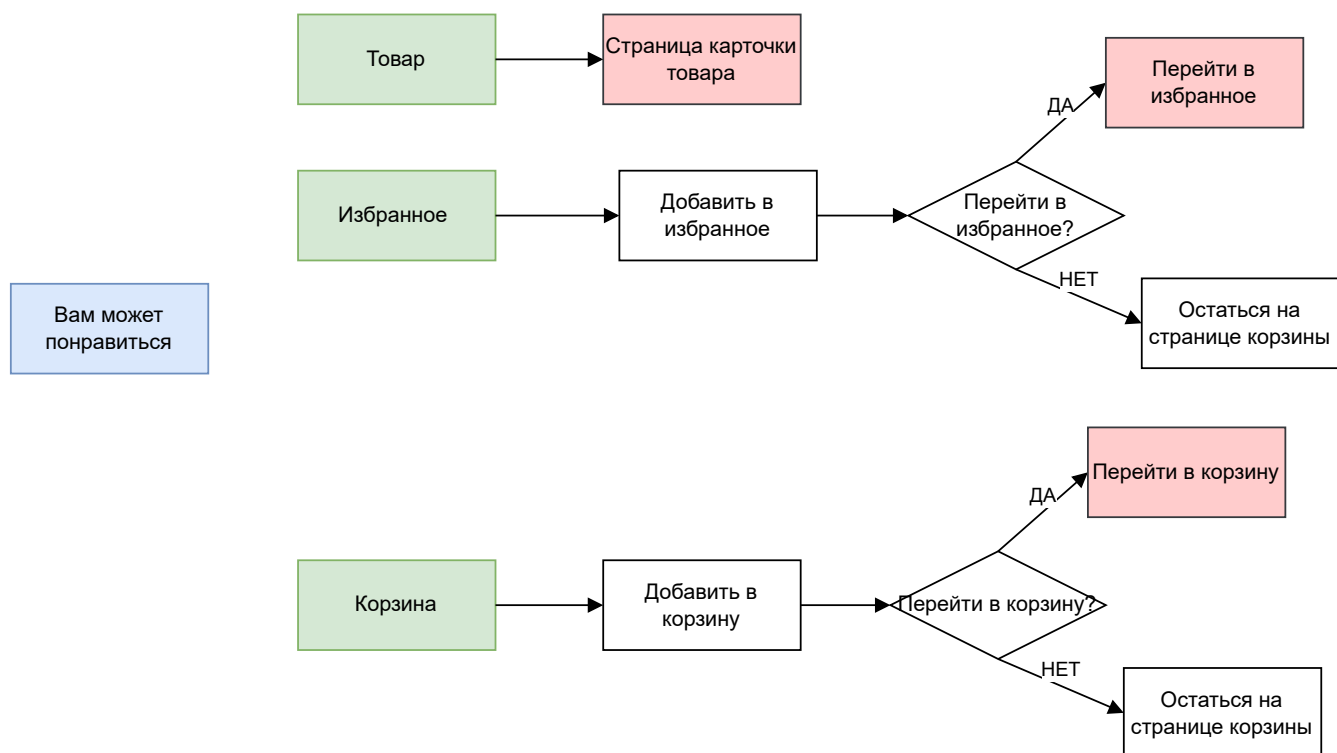 Товар
Страница карточки
товара
Перейти в
избранное
ДА
Избранное
Добавить в
избранное
Перейти в
избранное?
НЕТ
Остаться на
странице корзины
Вам может
понравиться
Перейти в корзину
ДА
Корзина
Добавить в
корзину
Перейти в корзину?
НЕТ
Остаться на
странице корзины